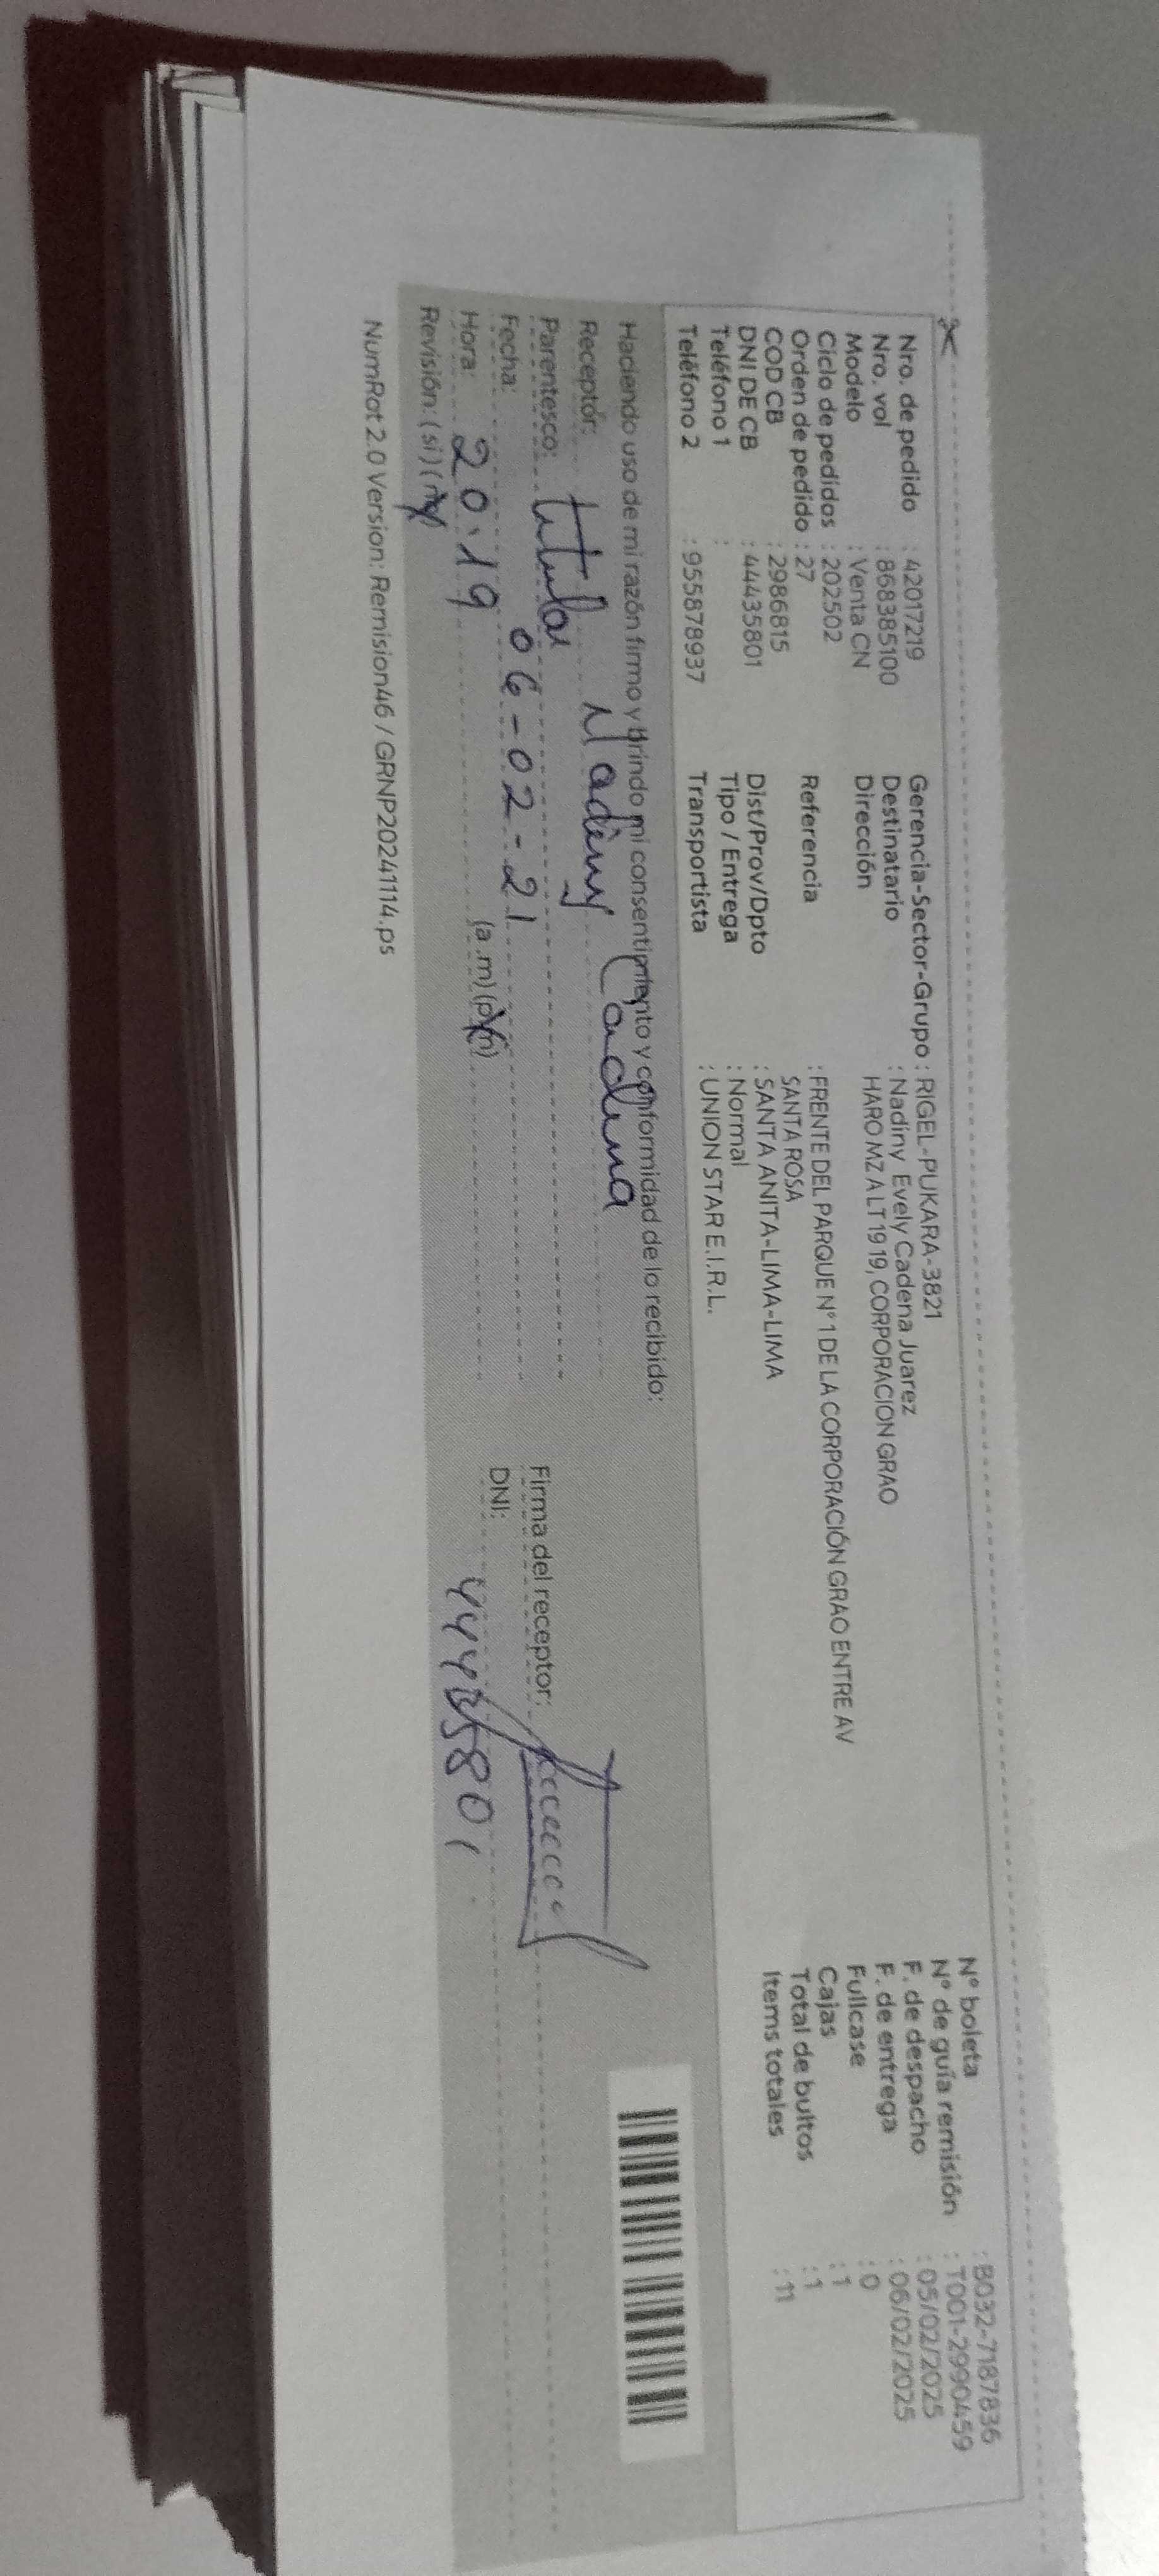 Nro. de pedido : 42017219
Nro. vol : 868385100
Modelo : Venta CN
Ciclo de pedidos : 202502
Orden de pedido : 27
COD CB : 2986815
DNI DE CB : 44435801
Teléfono 1 :
Teléfono 2 : 955878937
Gerencia-Sector-Grupo : RIGEL-PUKARA-3821
Destinatario : Nadiny Evely Cadena Juarez
Dirección HARO MZ A LT 19 19, CORPORACION GRAO
Referencia : FRENTE DEL PARQUE N° 1 DE LA CORPORACIÓN GRAO ENTRE AV
SANTA ROSA
Dist/Prov/Dpto : SANTA ANITA-LIMA-LIMA
Tipo / Entrega : Normal
Transportista : UNION STAR E.I.R.L.
N° boleta : B032-7187836
N° de guía remisión : T001-2990459
F. de despacho : 05/02/2025
F. de entrega : 06/02/2025
Fullcase : 0
Cajas : 1
Total de bultos : 1
Items totales : 11
Haciendo uso de mi razón firmo y brindo mi consentimiento y conformidad de lo recibido:
Receptor: Nadiny Cadena
Parentesco: titular
Fecha: 06-02-21
Hora: 20:19 (a.m) (p.m)
Revisión: (si) (no)
Firma del receptor:
DNI: 44435801
NumRot 2.0 Version: Remision46 / GRNP20241114.ps